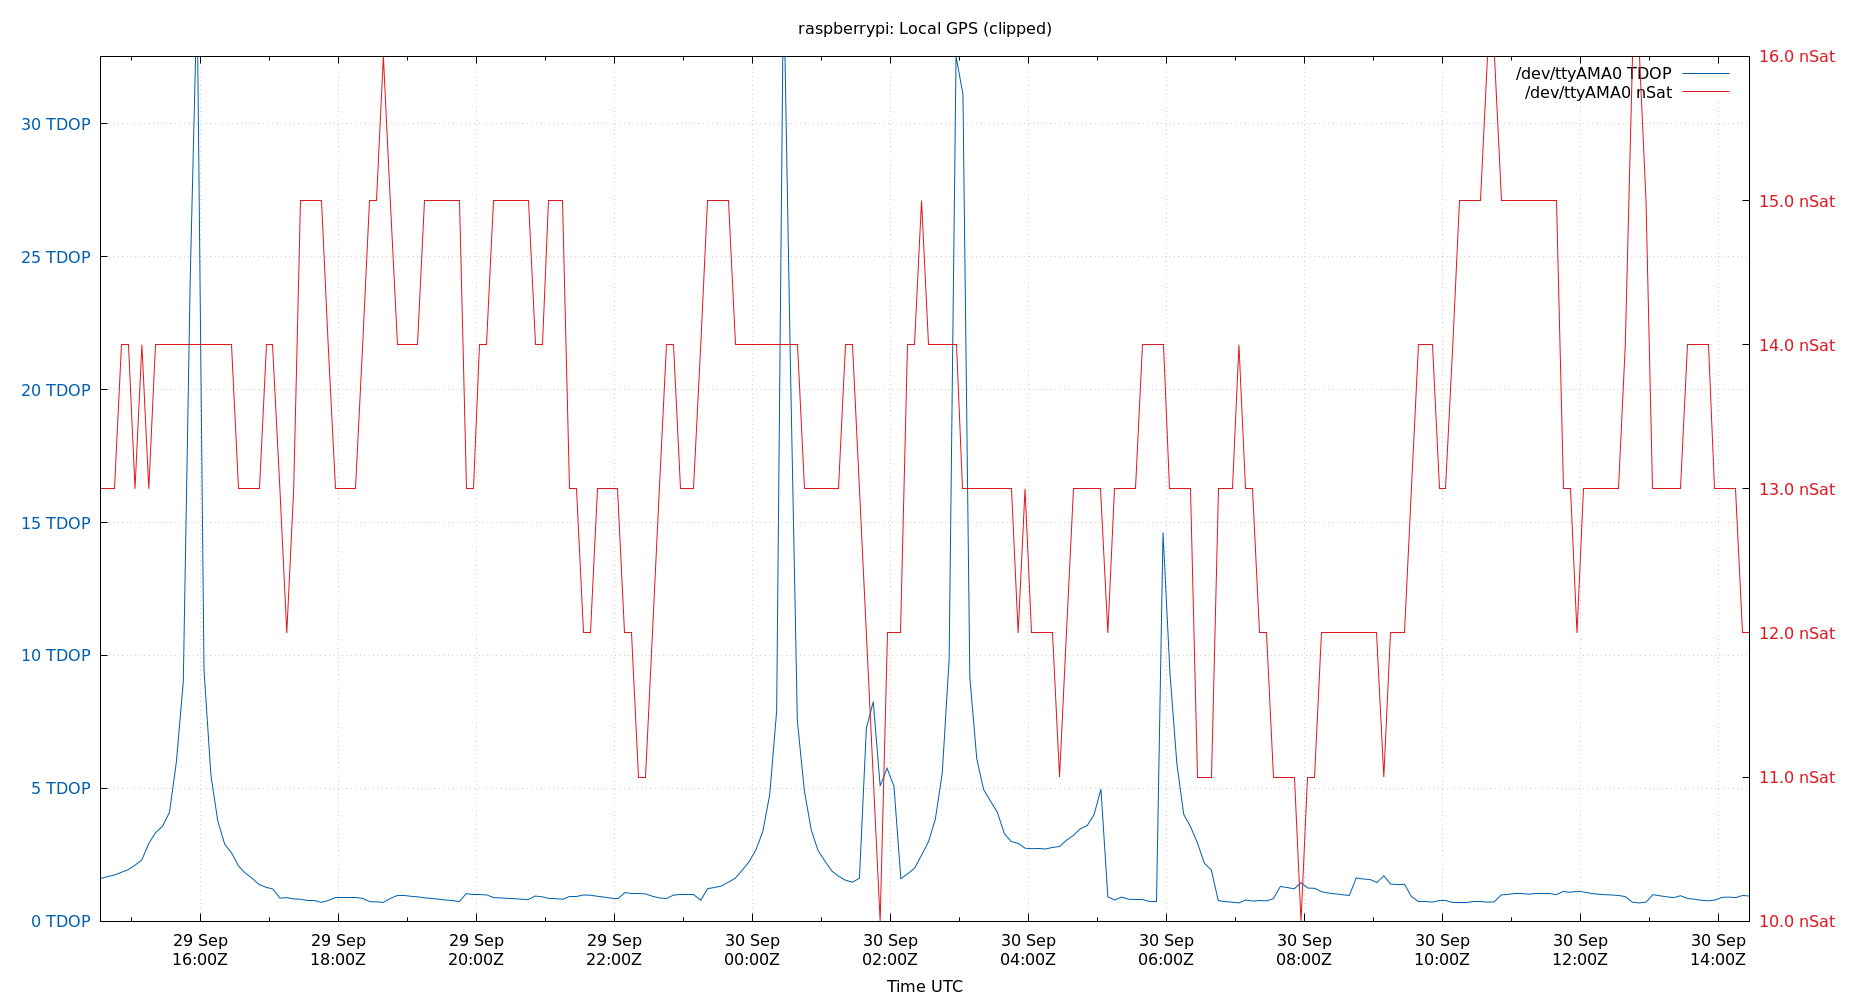 raspberrypi: Local GPS (clipped)
/dev/ttyAMA0 TDOP
/dev/ttyAMA0 nSat
30 TDOP
25 TDOP
20 TDOP
15 TDOP
10 TDOP
5 TDOP
0 TDOP
16.0 nSat
15.0 nSat
14.0 nSat
13.0 nSat
12.0 nSat
11.0 nSat
10.0 nSat
29 Sep
16:00Z
29 Sep
18:00Z
29 Sep
20:00Z
29 Sep
22:00Z
30 Sep
00:00Z
30 Sep
02:00Z
30 Sep
04:00Z
30 Sep
06:00Z
30 Sep
08:00Z
30 Sep
10:00Z
30 Sep
12:00Z
30 Sep
14:00Z
Time UTC